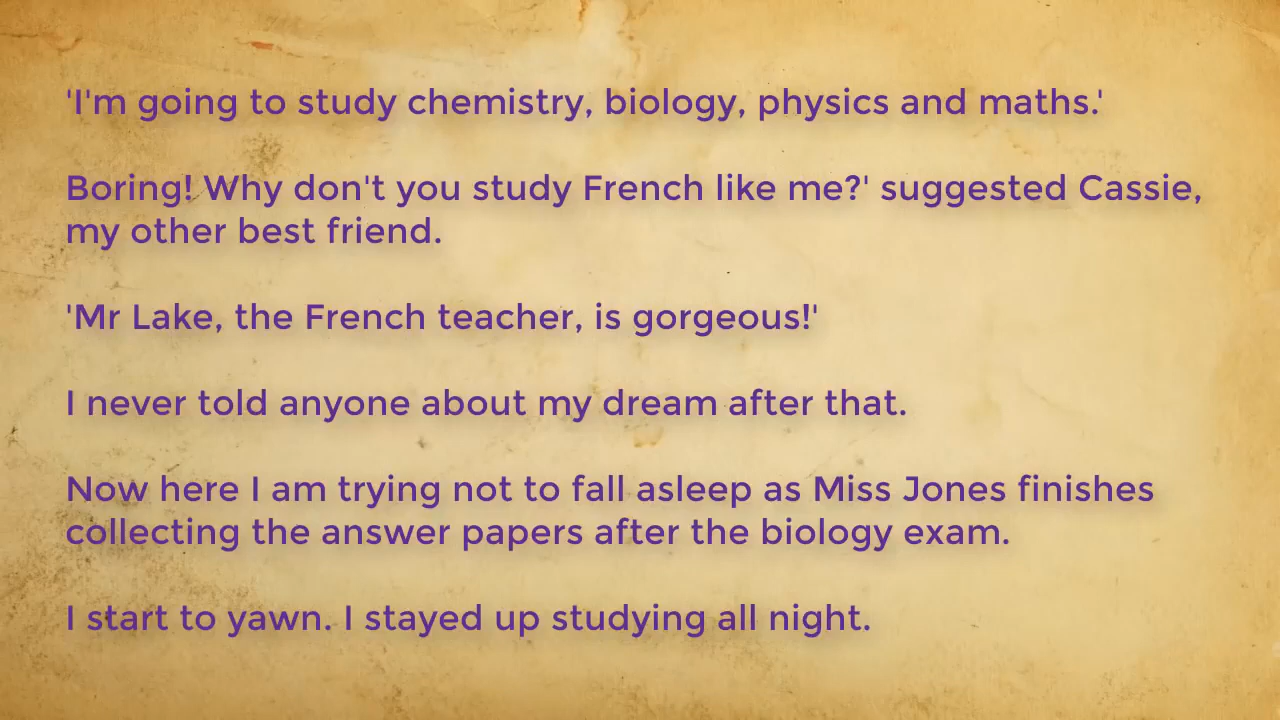 'I'm going to study chemistry, biology, physics and maths.'
Boring! Why don't you study French like me?' suggested Cassie,
my other best friend.
'Mr Lake, the French teacher, is gorgeous!'
I never told anyone about my dream after that.
Now here I am trying not to fall asleep as Miss Jones finishes
collecting the answer papers after the biology exam.
I start to yawn. I stayed up studying all night.